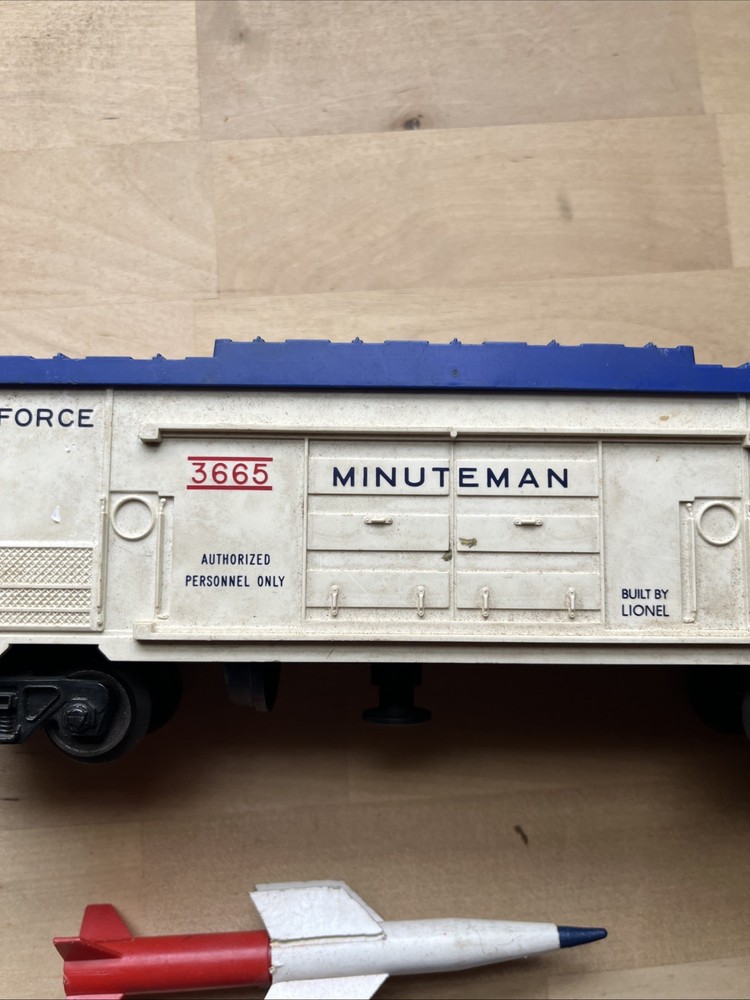 FORCE
3665
MINUTEMAN
AUTHORIZED
PERSONNEL ONLY
BUILT BY
LIONEL